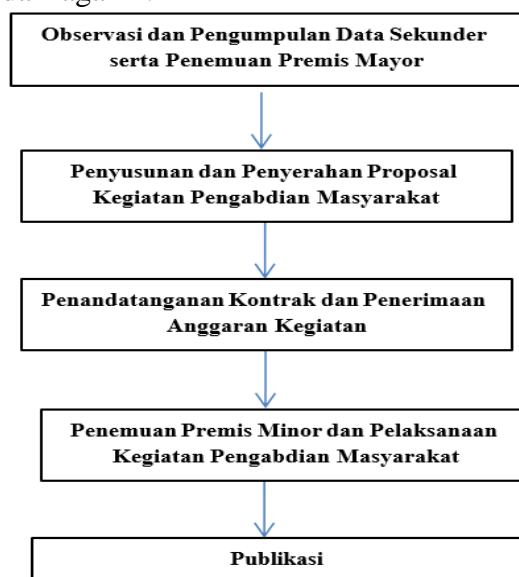 Observasi dan Pengumpulan Data Sekunder
serta Penemuan Premis Mayor
Penyusunan dan Penyerahan Proposal
Kegiatan Pengabdian Masyarakat
Penandatanganan Kontrak dan Penerimaan
Anggaran Kegiatan
Penemuan Premis Minor dan Pelaksanaan
Kegiatan Pengabdian Masyarakat
Publikasi